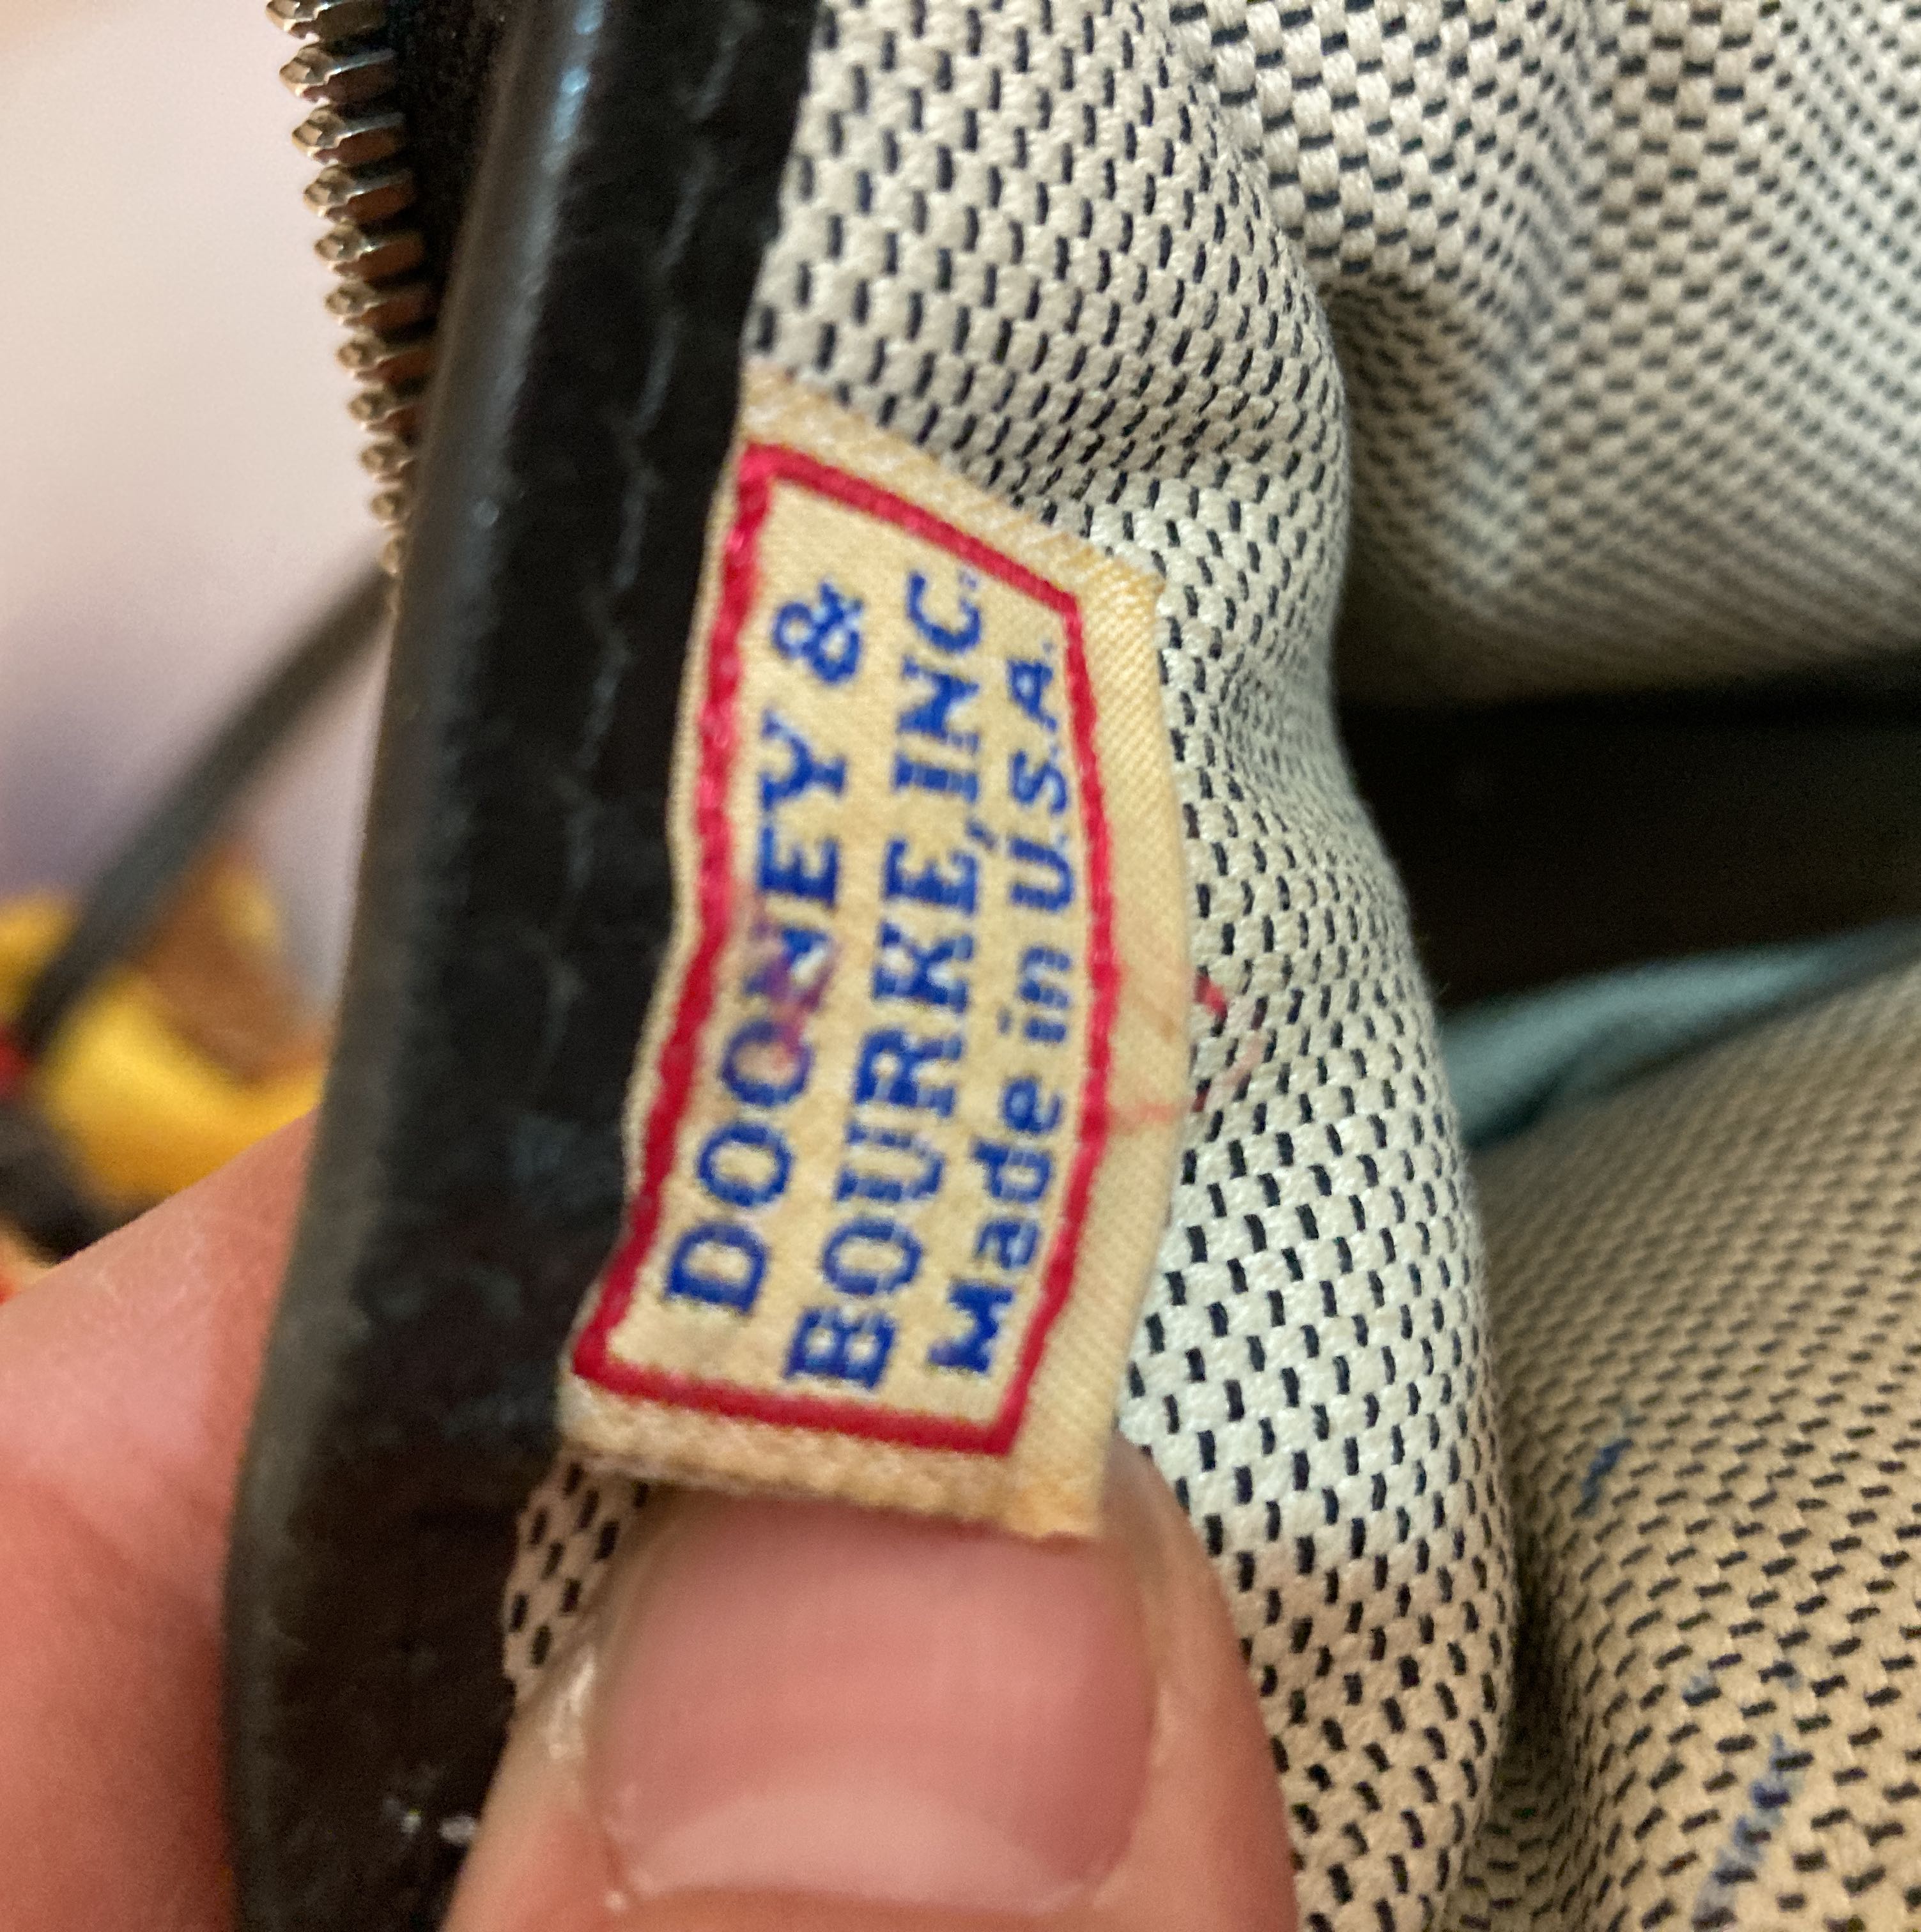 DOONEY &
BOURKE, INC.
Made in U.S.A.